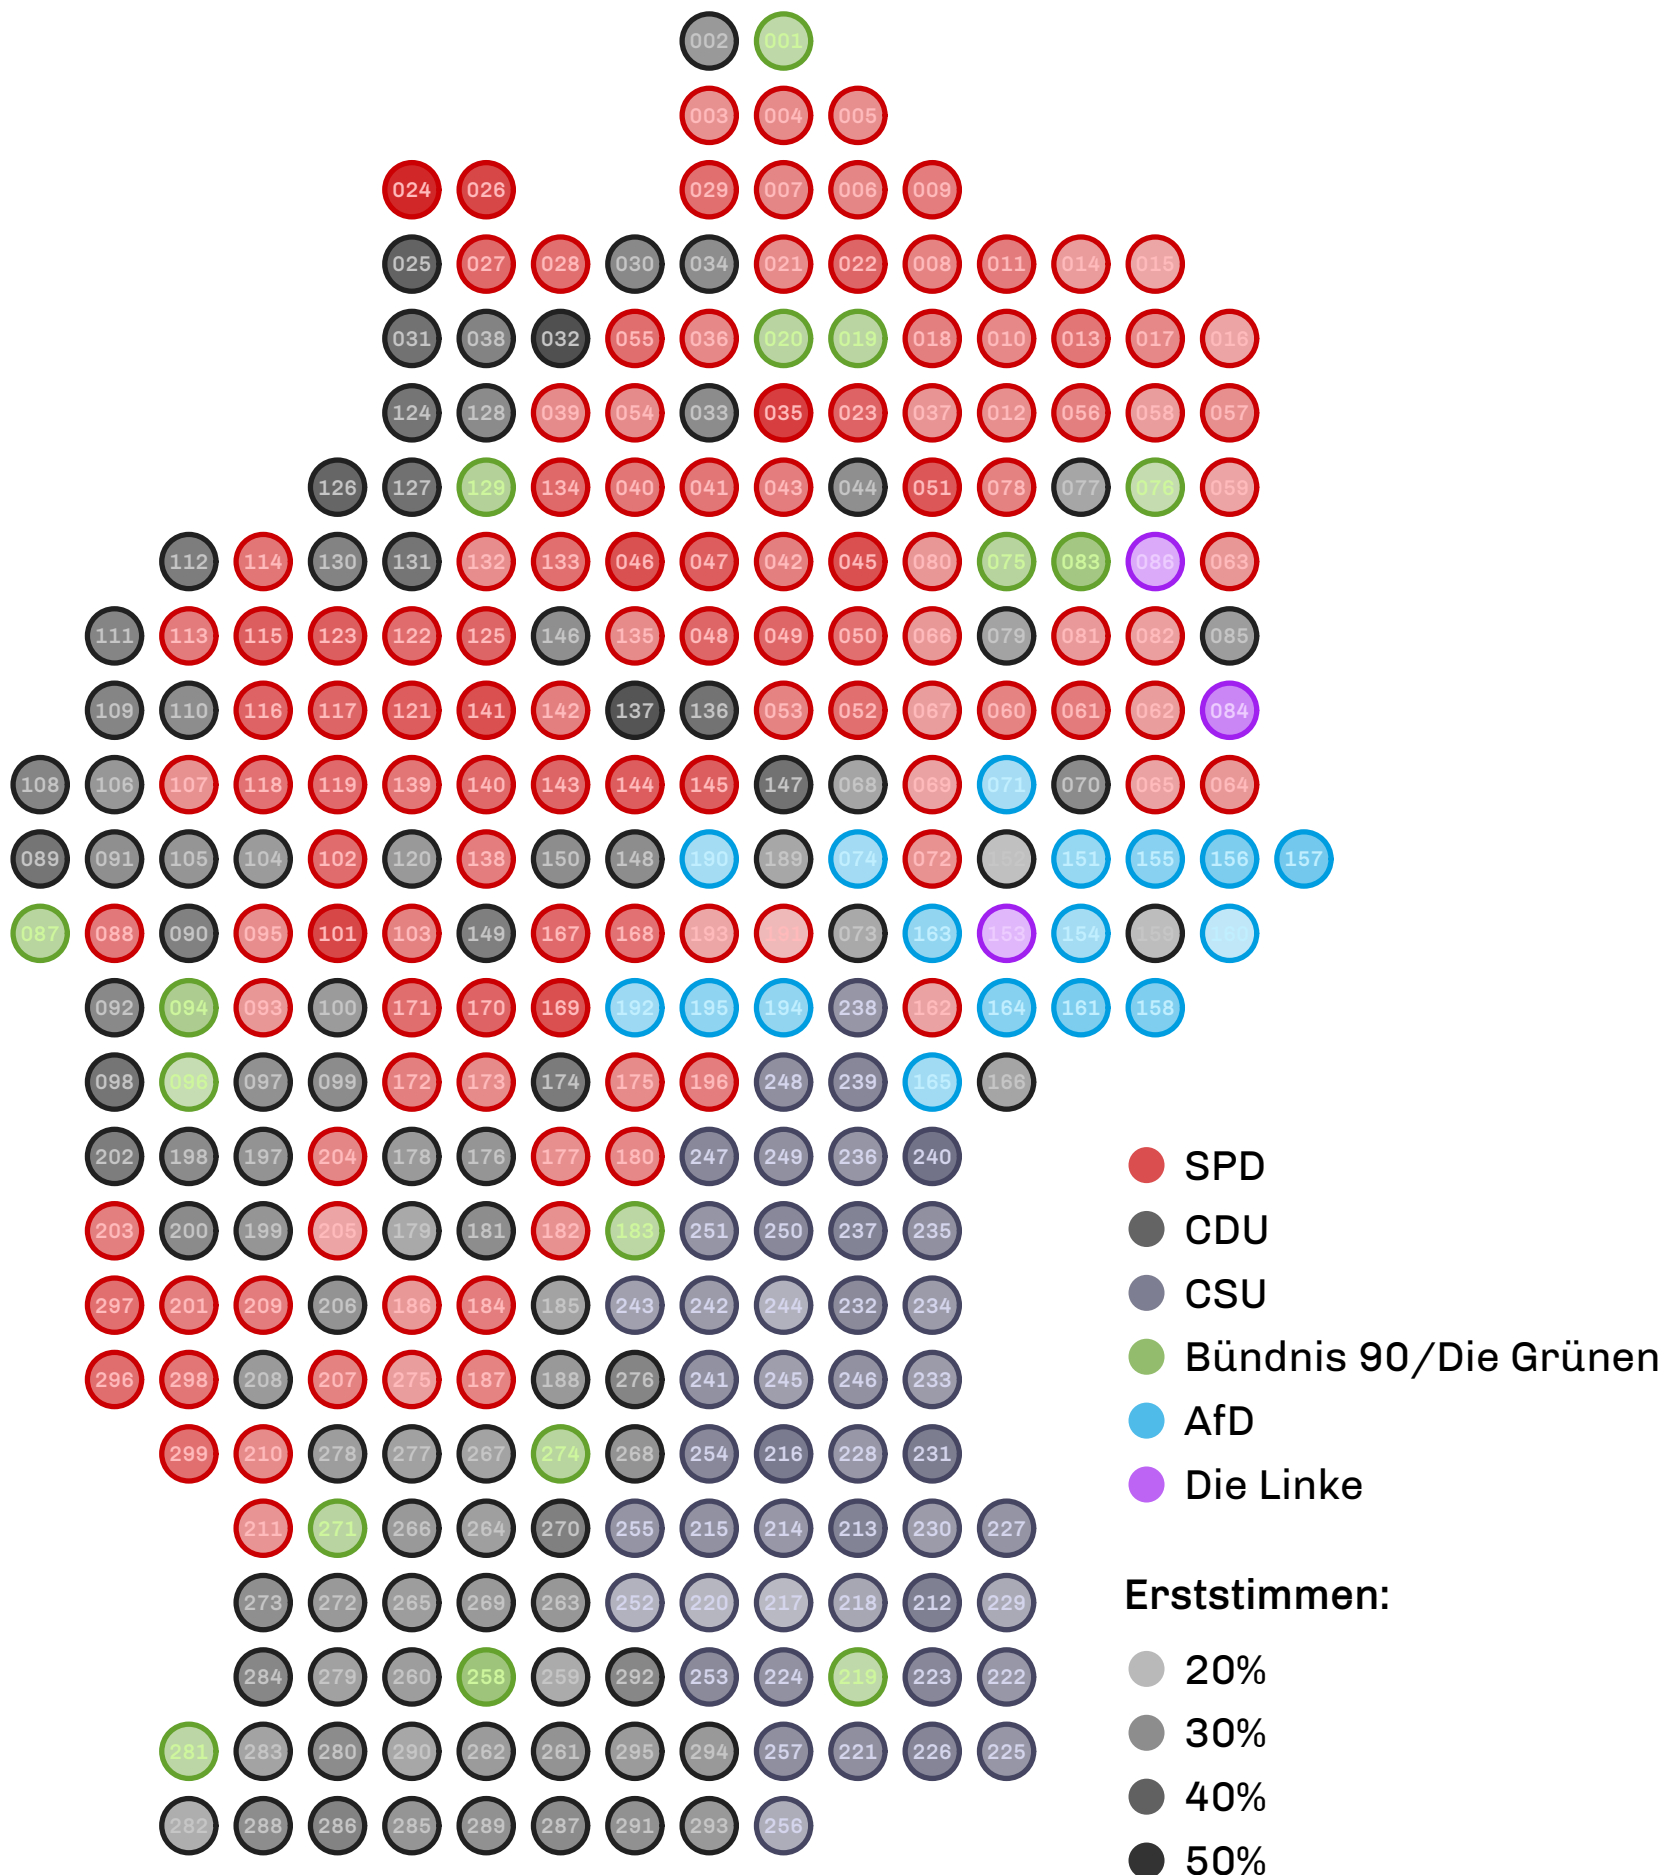 002 001
003 004 005
024 026 029 007 006 009
025 027 028 030 034 021 022 008 011 014 015
031 038 032 055 036 020 019 018 010 013 017 016
124 128 039 054 033 035 023 037 012 056 058 057
126 127 129 134 040 041 043 044 051 078 077 076 059
112 114 130 131 132 133 046 047 042 045 080 075 083 086 063
111 113 115 123 122 125 146 135 048 049 050 066 079 081 082 085
109 110 116 117 121 141 142 137 136 053 052 067 060 061 062 084
108 106 107 118 119 139 140 143 144 145 147 068 069 071 070 065 064
089 091 105 104 102 120 138 150 148 190 189 074 072 152 151 155 156 157
087 088 090 095 101 103 149 167 168 193 191 073 163 153 154 159 160
092 094 093 100 171 170 169 192 195 194 238 162 164 161 158
098 096 097 099 172 173 174 175 196 248 239 165 166
202 198 197 204 178 176 177 180 247 249 236 240
SPD
203 200 199 205 179 181 182 183 251 250 237 235
CDU
297 201 209 206 186 184 185 243 242 244 232 234
CSU
296 298 208 207 275 187 188 276 241 245 246 233
Bündnis 90/Die Grünen
299 210 278 277 267 274 268 254 216 228 231
AfD
Die Linke
211 271 266 264 270 255 215 214 213 230 227
273 272 265 269 263 252 220 217 218 212 229
Erststimmen:
284 279 260 258 259 292 253 224 219 223 222
20%
281 283 280 290 262 261 295 294 257 221 226 225
30%
282 288 286 285 289 287 291 293 256
40%
50%